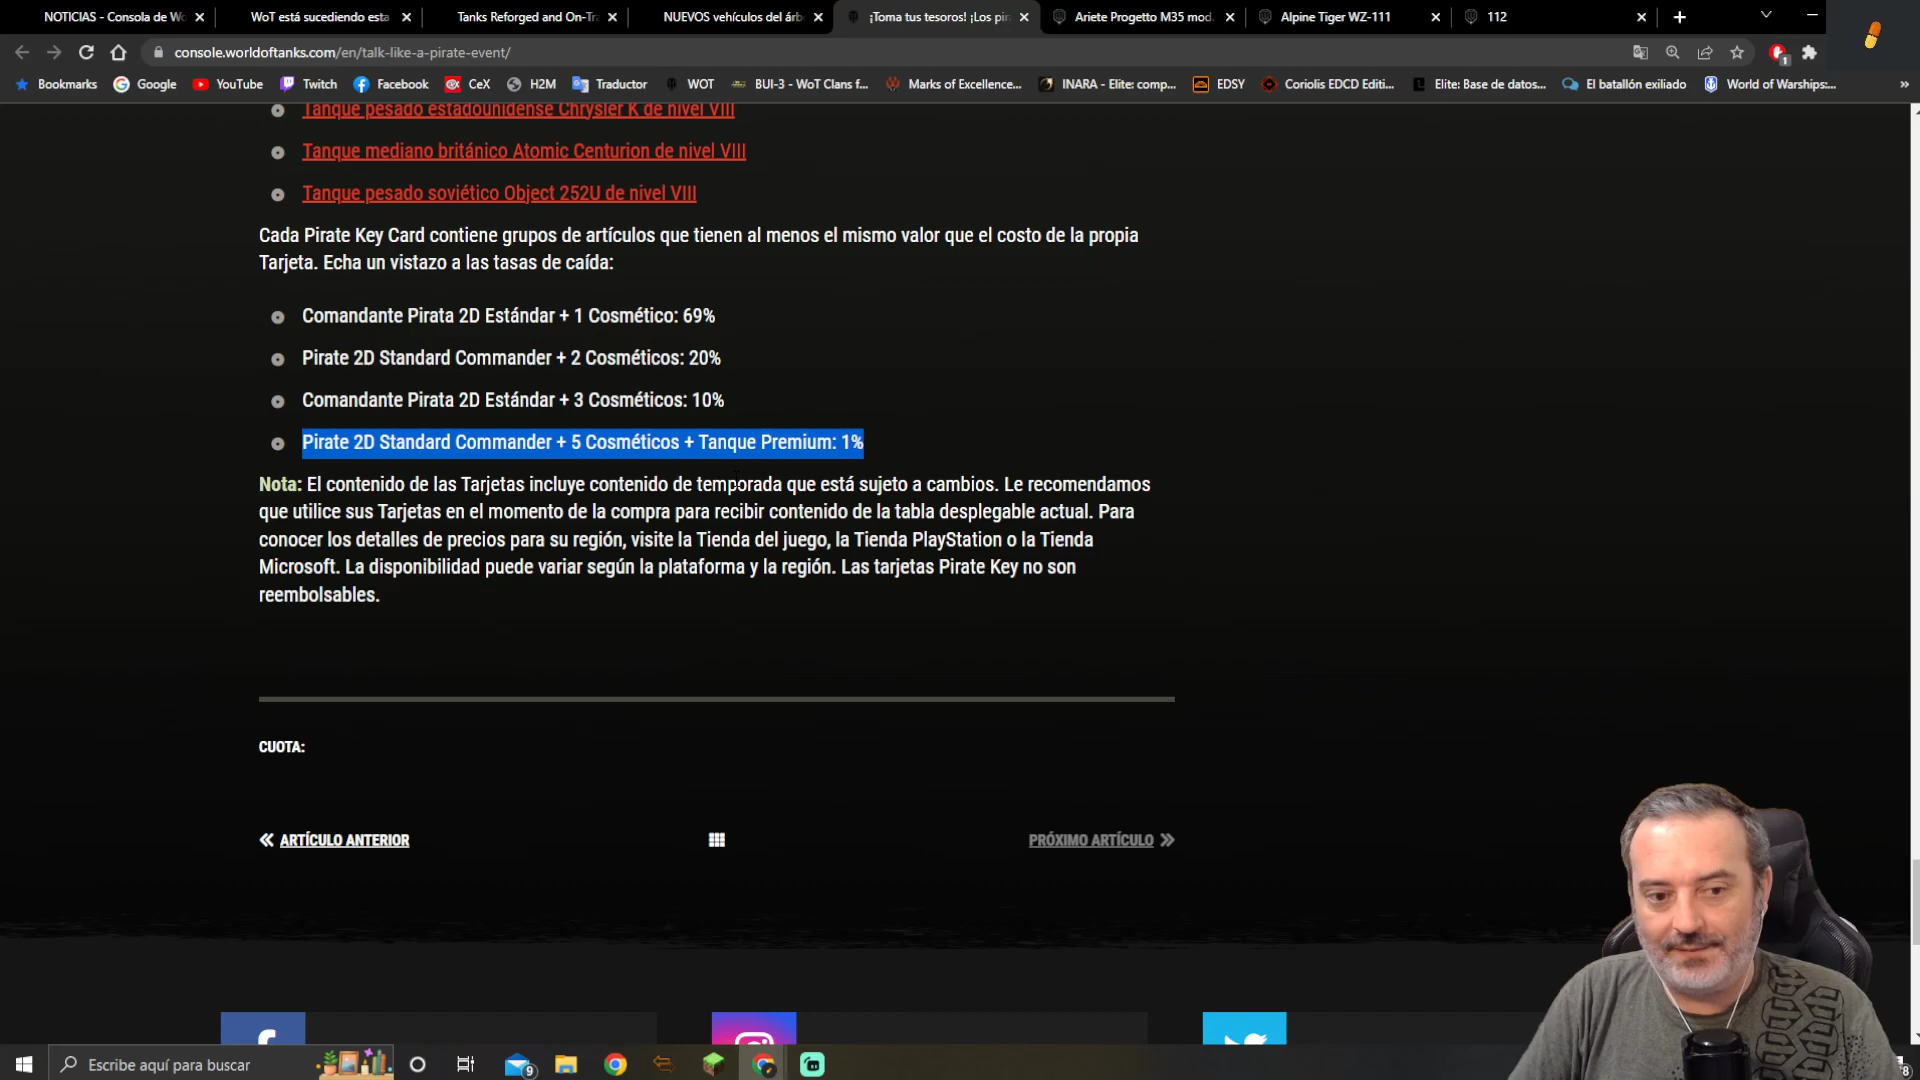 NOTICIAS - Consola de Wo
WoT está sucediendo esta
Tanks Reforged and On-Tra
NUEVOS vehículos del árb
¡Toma tus tesoros! ¡Los pir
Ariete Progetto M35 mod.
Alpine Tiger WZ-111
112
console.worldoftanks.com/en/talk-like-a-pirate-event/
1
Bookmarks
Google
YouTube
Twitch
Facebook
CeX
H2M
Traductor
WOT
BUI-3 - WoT Clans f...
Marks of Excellence...
INARA - Elite: comp...
EDSY
Coriolis EDCD Editi...
Elite: Base de datos...
El batallón exiliado
World of Warships:...
»
Tanque pesado estadounidense Chrysler K de nivel VIII
Tanque mediano británico Atomic Centurion de nivel VIII
Tanque pesado soviético Object 252U de nivel VIII
Cada Pirate Key Card contiene grupos de artículos que tienen al menos el mismo valor que el costo de la propia
Tarjeta. Echa un vistazo a las tasas de caída:
Comandante Pirata 2D Estándar + 1 Cosmético: 69%
Pirate 2D Standard Commander + 2 Cosméticos: 20%
Comandante Pirata 2D Estándar + 3 Cosméticos: 10%
Pirate 2D Standard Commander + 5 Cosméticos + Tanque Premium: 1%
Nota: El contenido de las Tarjetas incluye contenido de temporada que está sujeto a cambios. Le recomendamos
que utilice sus Tarjetas en el momento de la compra para recibir contenido de la tabla desplegable actual. Para
conocer los detalles de precios para su región, visite la Tienda del juego, la Tienda PlayStation o la Tienda
Microsoft. La disponibilidad puede variar según la plataforma y la región. Las tarjetas Pirate Key no son
reembolsables.
CUOTA:
« ARTÍCULO ANTERIOR
PRÓXIMO ARTÍCULO »
Escribe aquí para buscar
9
8